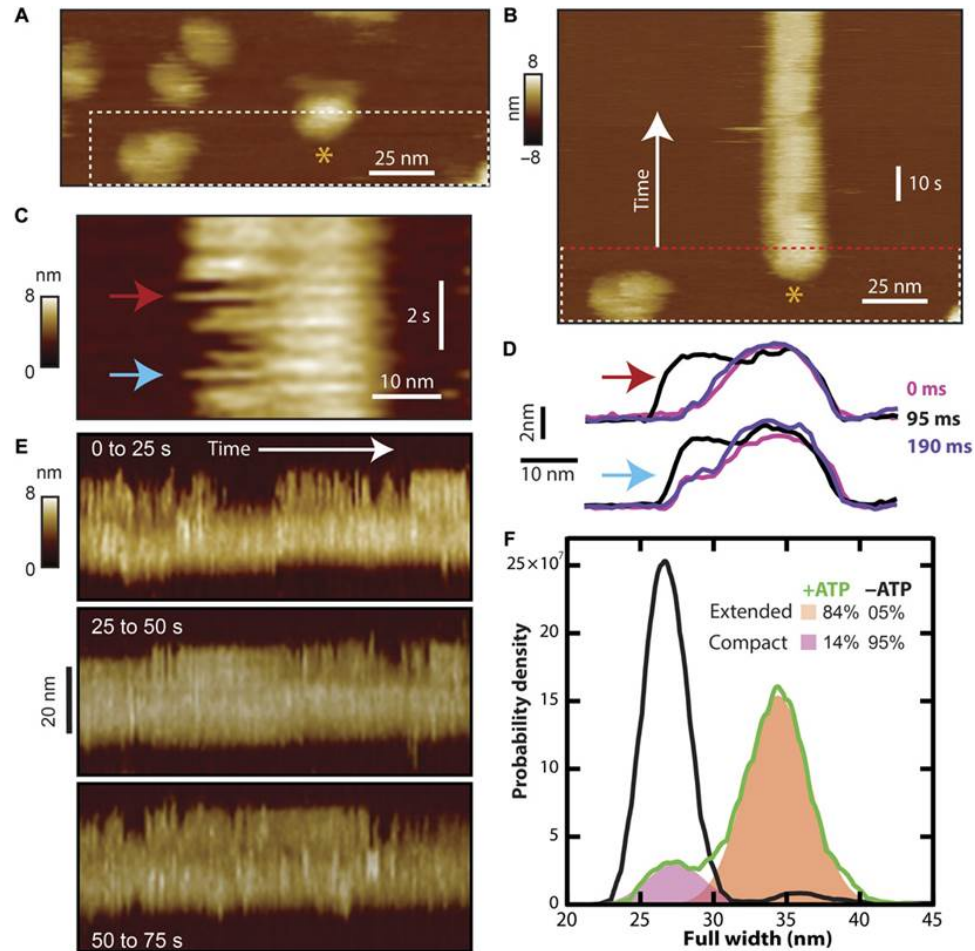 A
*
25 nm
B
8
nm
−8
Time
10 s
*
25 nm
C
nm
8
0
2 s
10 nm
D
0 ms
95 ms
190 ms
2nm
10 nm
E
0 to 25 s
Time
8
0
25 to 50 s
20 nm
50 to 75 s
F
25×10⁷
20
15
10
5
0
Probability density
+ATP −ATP
Extended 84% 05%
Compact 14% 95%
20 25 30 35 40 45
Full width (nm)